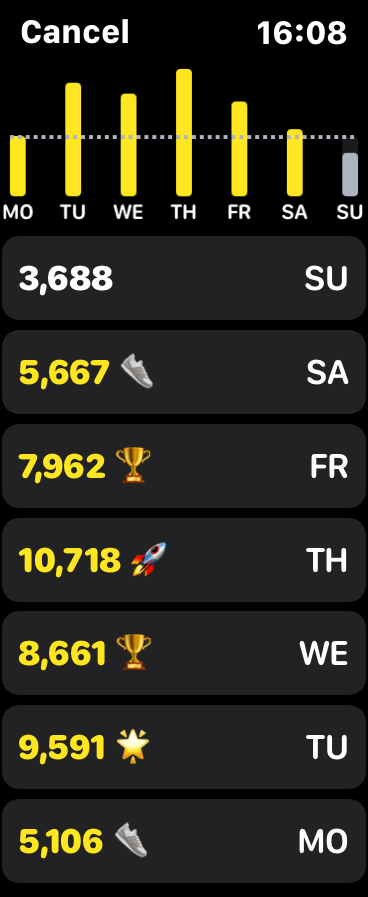 Cancel 16:08
MO TU WE TH FR SA SU
3,688 SU
5,667 👟 SA
7,962 🏆 FR
10,718 🚀 TH
8,661 🏆 WE
9,591 🌟 TU
5,106 👟 MO